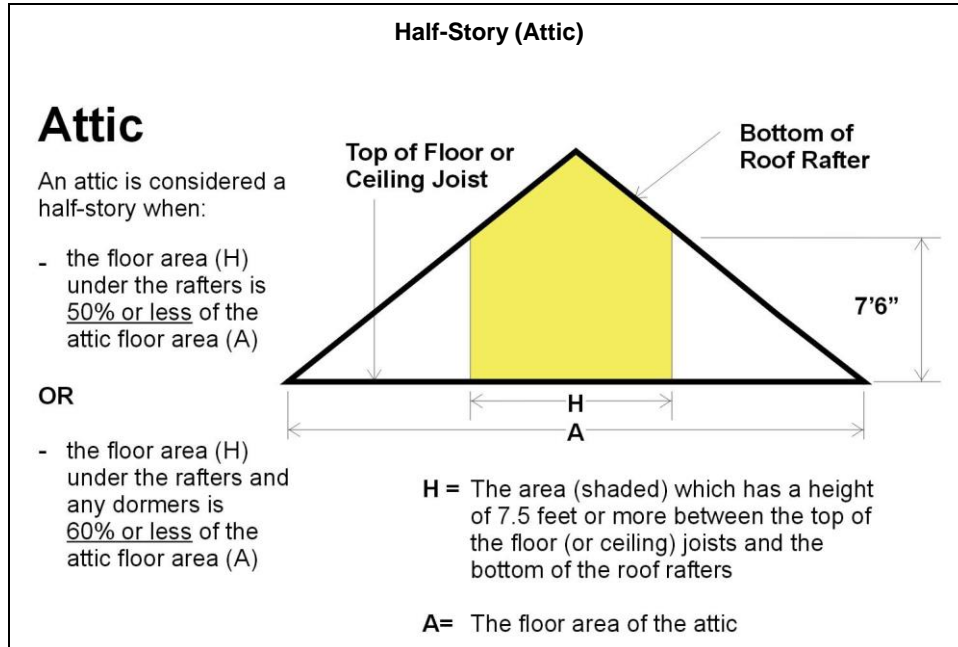 Half-Story (Attic)
Attic
An attic is considered a
half-story when:
- the floor area (H)
under the rafters is
50% or less of the
attic floor area (A)
OR
- the floor area (H)
under the rafters and
any dormers is
60% or less of the
attic floor area (A)
Top of Floor or
Ceiling Joist
Bottom of
Roof Rafter
7'6”
H
A
H = The area (shaded) which has a height
of 7.5 feet or more between the top of
the floor (or ceiling) joists and the
bottom of the roof rafters
A= The floor area of the attic